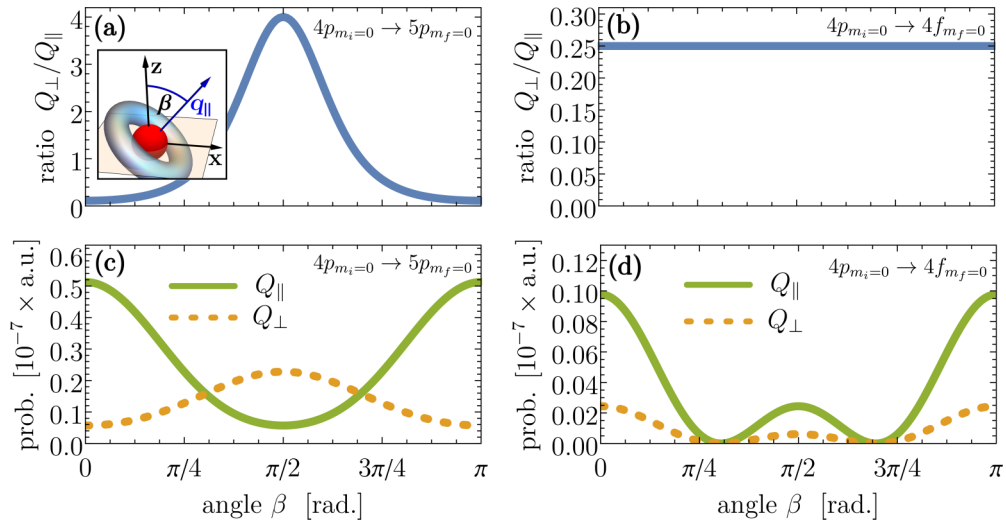 (a)
4p_{m_i=0} → 5p_{m_f=0}
ratio Q_⊥/Q_∥
4
3
2
1
0
z
β
q_∥
x
(b)
4p_{m_i=0} → 4f_{m_f=0}
ratio Q_⊥/Q_∥
0.30
0.25
0.20
0.15
0.10
0.05
0.00
(c)
4p_{m_i=0} → 5p_{m_f=0}
Q_∥
Q_⊥
prob. [10^{-7} × a.u.]
0.6
0.5
0.4
0.3
0.2
0.1
0.0
0 π/4 π/2 3π/4 π
angle β [rad.]
(d)
4p_{m_i=0} → 4f_{m_f=0}
Q_∥
Q_⊥
prob. [10^{-7} × a.u.]
0.12
0.10
0.08
0.06
0.04
0.02
0.00
0 π/4 π/2 3π/4 π
angle β [rad.]